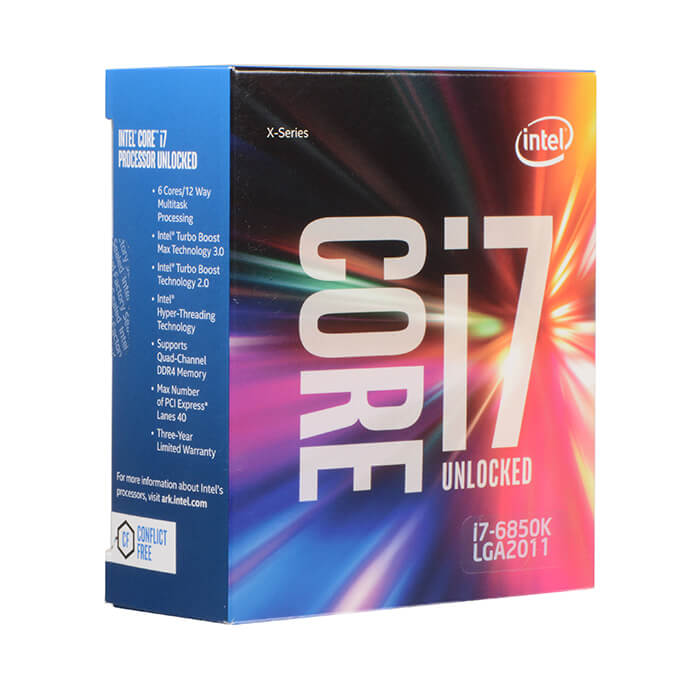 INTEL® CORE™ i7
PROCESSOR UNLOCKED
• 6 Cores/12 Way
Multitask
Processing
• Intel® Turbo Boost
Max Technology 3.0
• Intel® Turbo Boost
Technology 2.0
• Intel®
Hyper-Threading
Technology
• Supports
Quad-Channel
DDR4 Memory
• Max Number
of PCI Express*
Lanes 40
• Three-Year
Limited Warranty
For more information about Intel's
processors, visit ark.intel.com
CF
CONFLICT
FREE
X-Series
intel
CORE
i7
UNLOCKED
i7-6850K
LGA2011